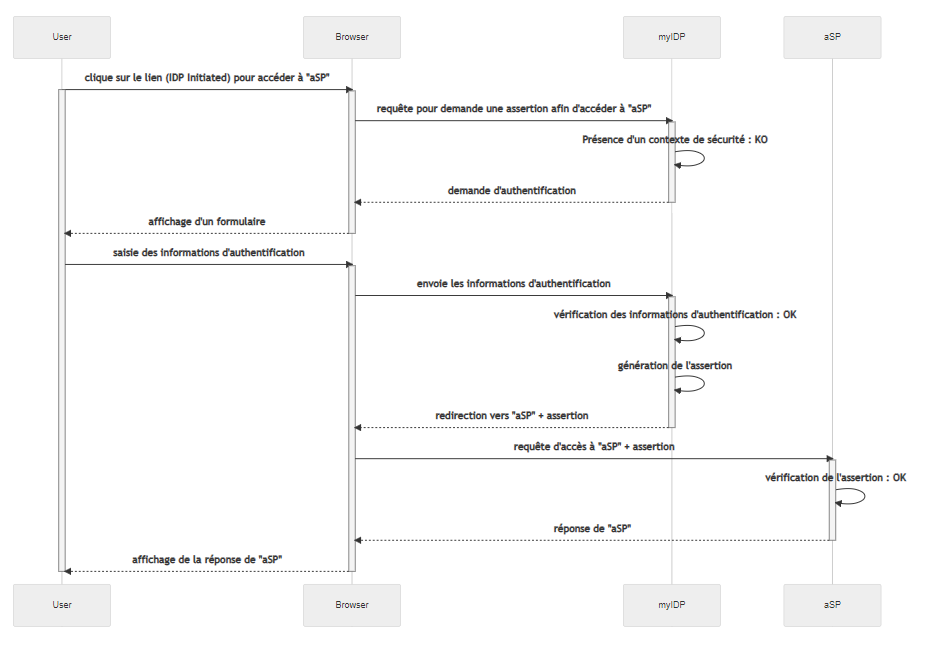 User
Browser
myIDP
aSP
clique sur le lien (IDP Initiated) pour accéder à "aSP"
requête pour demande une assertion afin d'accéder à "aSP"
Présence d'un contexte de sécurité : KO
demande d'authentification
affichage d'un formulaire
saisie des informations d'authentification
envoie les informations d'authentification
vérification des informations d'authentification : OK
génération de l'assertion
redirection vers "aSP" + assertion
requête d'accès à "aSP" + assertion
vérification de l'assertion : OK
réponse de "aSP"
affichage de la réponse de "aSP"
User
Browser
myIDP
aSP